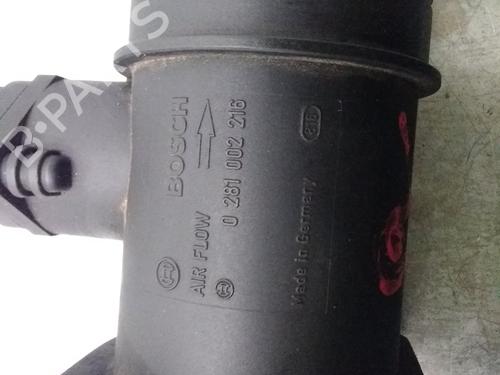 BOSCH
AIR FLOW
0 281 002 216
Made in Germany
B-PARTS